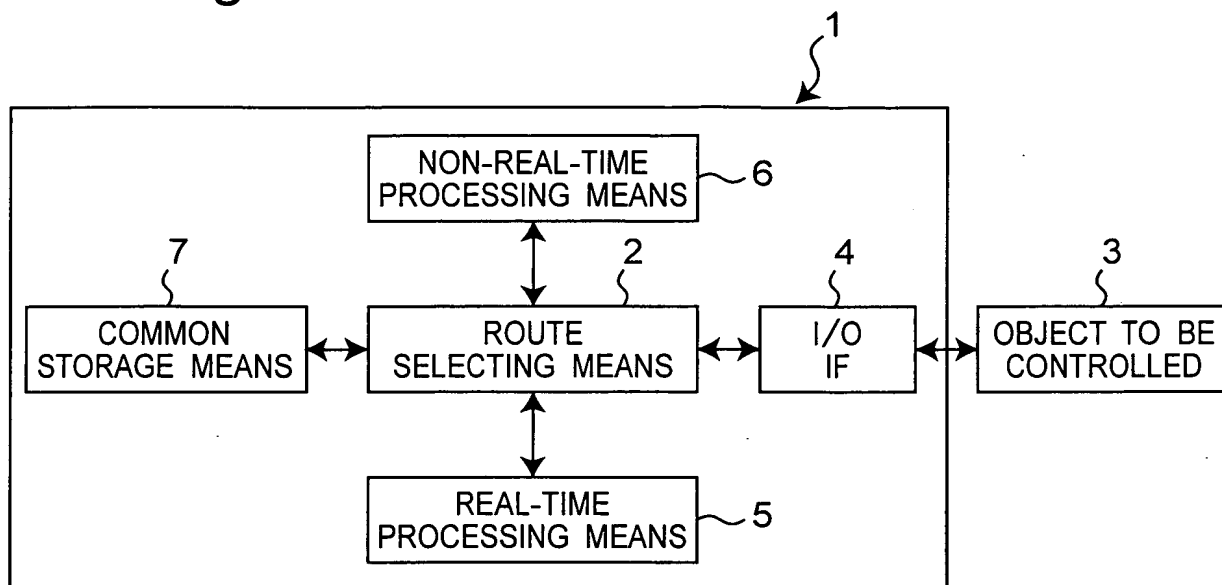 1
NON-REAL-TIME
PROCESSING MEANS
6
7
2
4
3
COMMON
STORAGE MEANS
ROUTE
SELECTING MEANS
I/O
IF
OBJECT TO BE
CONTROLLED
REAL-TIME
PROCESSING MEANS
5